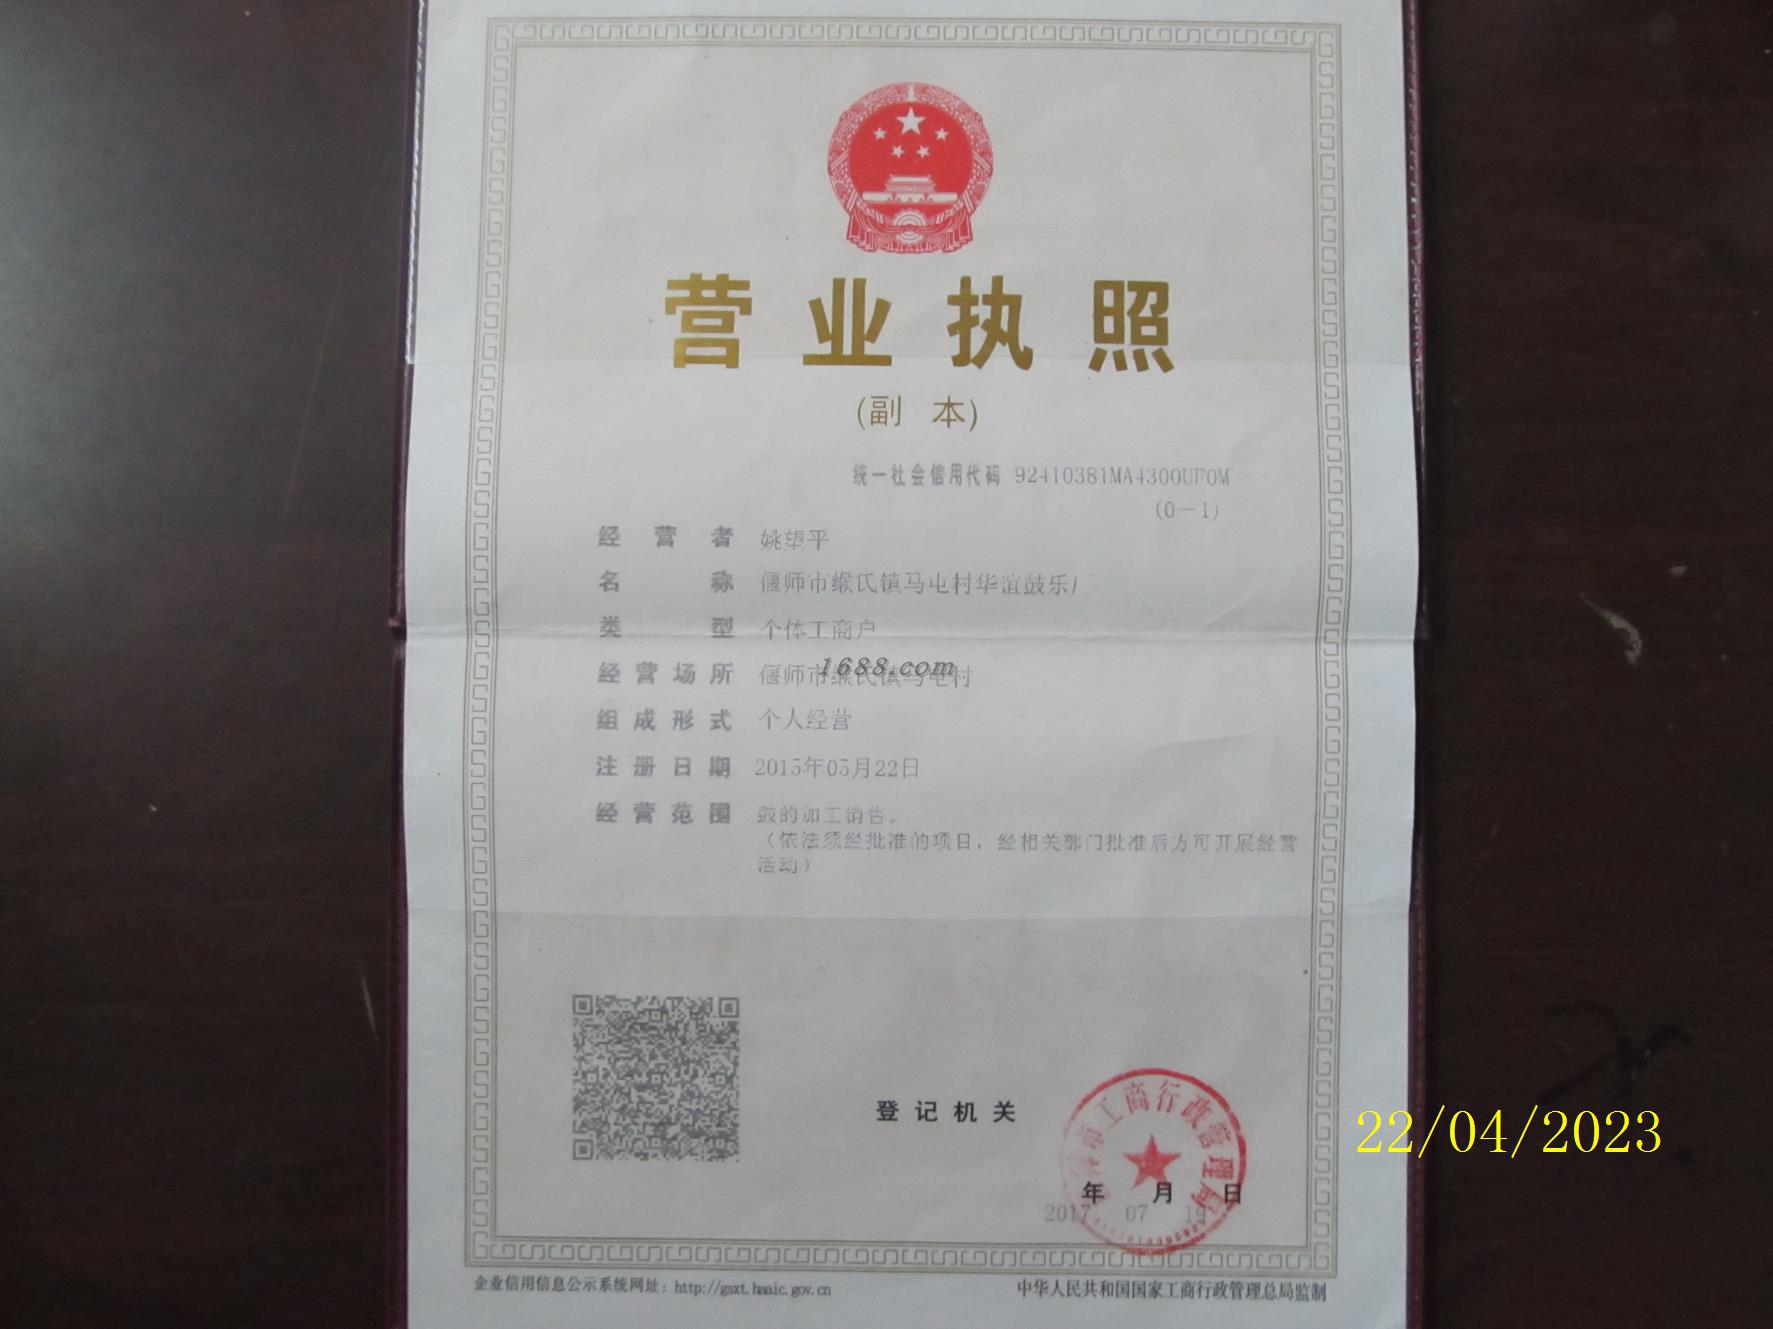 营业执照
(副 本)
统一社会信用代码 92410381MA4300UF0M
(0-1)
经营者 姚望平
名称 偃师市缑氏镇马屯村华谊鼓乐厂
类型 个体工商户
1688.com
经营场所 偃师市缑氏镇马屯村
组成形式 个人经营
注册日期 2015年05月22日
经营范围 鼓的加工销售。
(依法须经批准的项目，经相关部门批准后方可开展经营
活动)
登记机关
市工商行政管理局
22/04/2023
年 月 日
2017 07 19
企业信用信息公示系统网址：http://gsxt.haaic.gov.cn
中华人民共和国国家工商行政管理总局监制